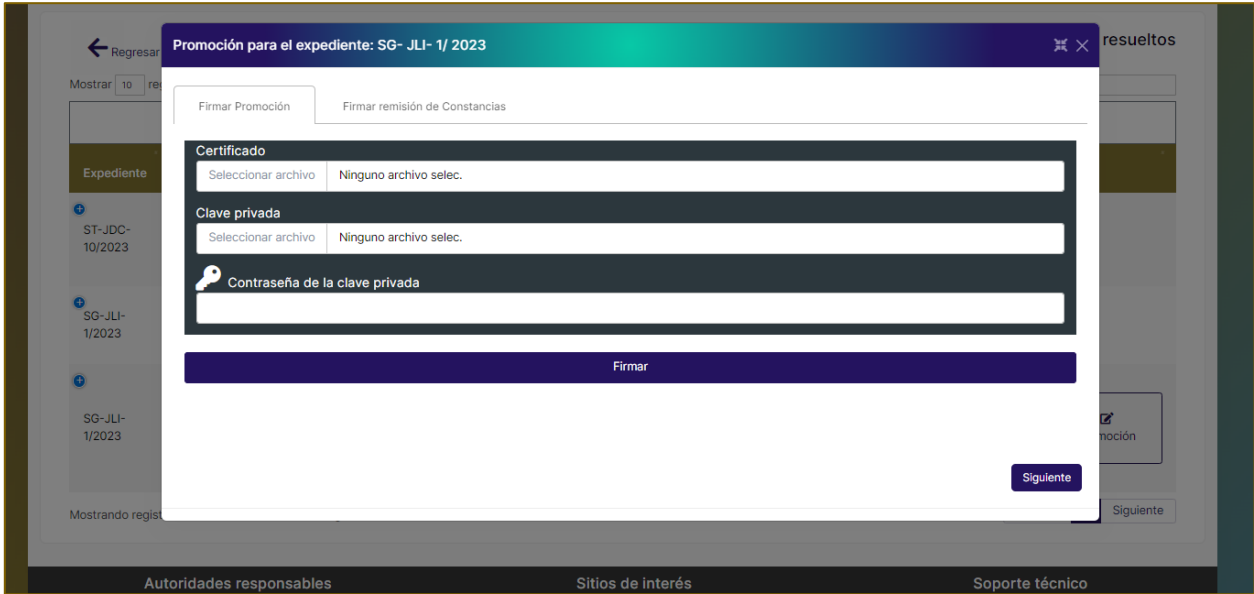 Promoción para el expediente: SG- JLI- 1/ 2023
Regresar
resueltos
Mostrar 10
Firmar Promoción
Firmar remisión de Constancias
Certificado
Seleccionar archivo Ninguno archivo selec.
Clave privada
Seleccionar archivo Ninguno archivo selec.
Contraseña de la clave privada
Firmar
Siguiente
Expediente
ST-JDC-
10/2023
SG-JLI-
1/2023
SG-JLI-
1/2023
Mostrando
Siguiente
Autoridades responsables Sitios de interés Soporte técnico